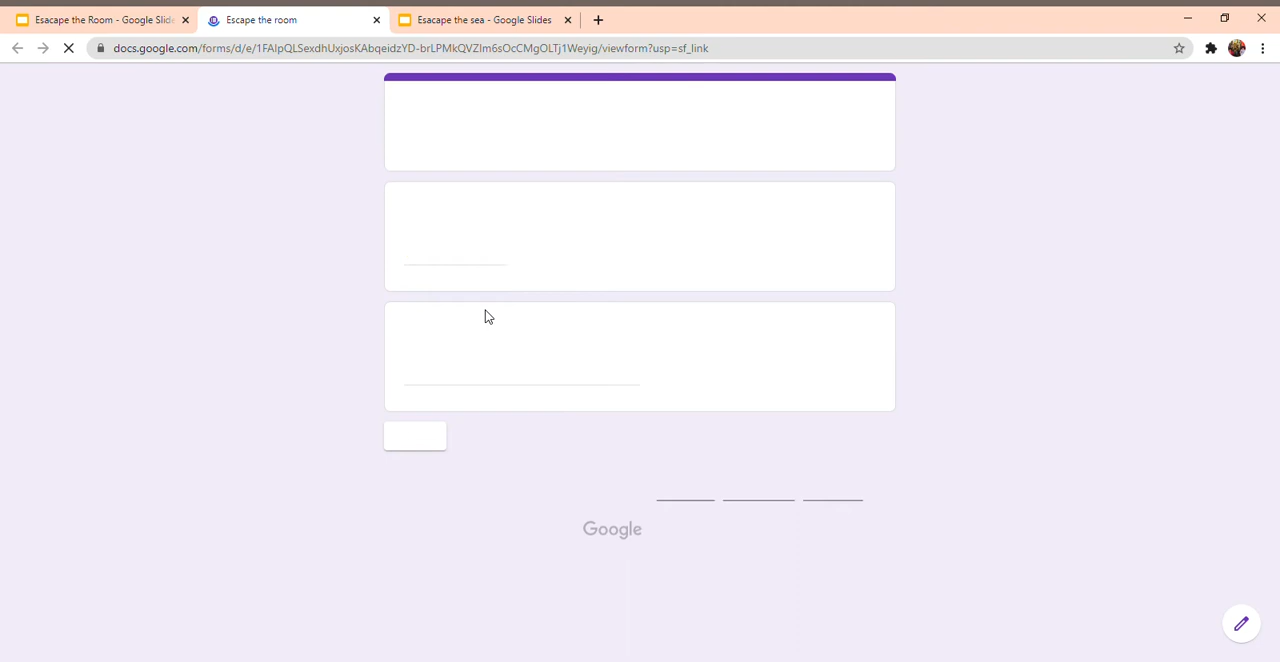 Esacape the Room - Google Slide
Escape the room
Esacape the sea - Google Slides
docs.google.com/forms/d/e/1FAIpQLSexdhUxjosKAbqeidzYD-brLPMkQVZIm6sOcCMgOLTj1Weyig/viewform?usp=sf_link
Google